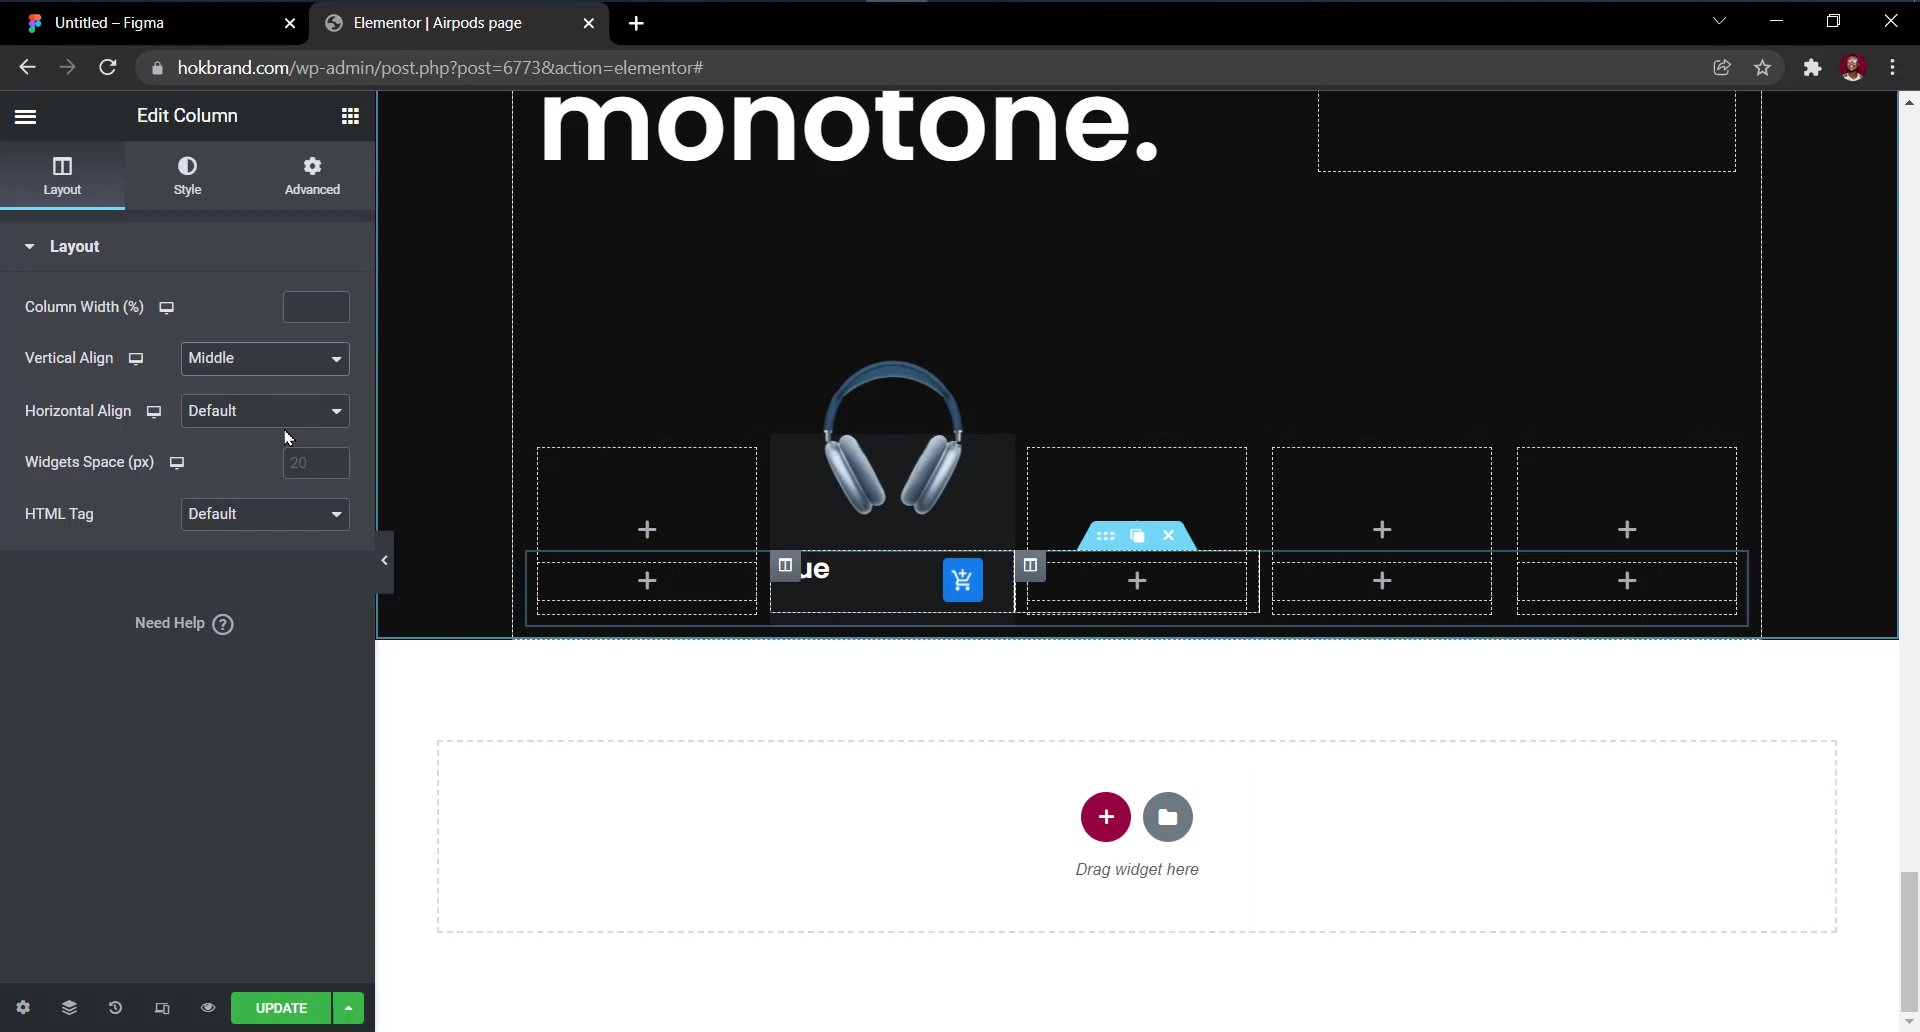 Untitled – Figma
Elementor | Airpods page
hokbrand.com/wp-admin/post.php?post=6773&action=elementor#
Edit Column
Layout
Style
Advanced
Layout
Column Width (%)
Vertical Align
Middle
Horizontal Align
Default
Widgets Space (px)
20
HTML Tag
Default
Need Help ?
UPDATE
monotone.
ue
Drag widget here